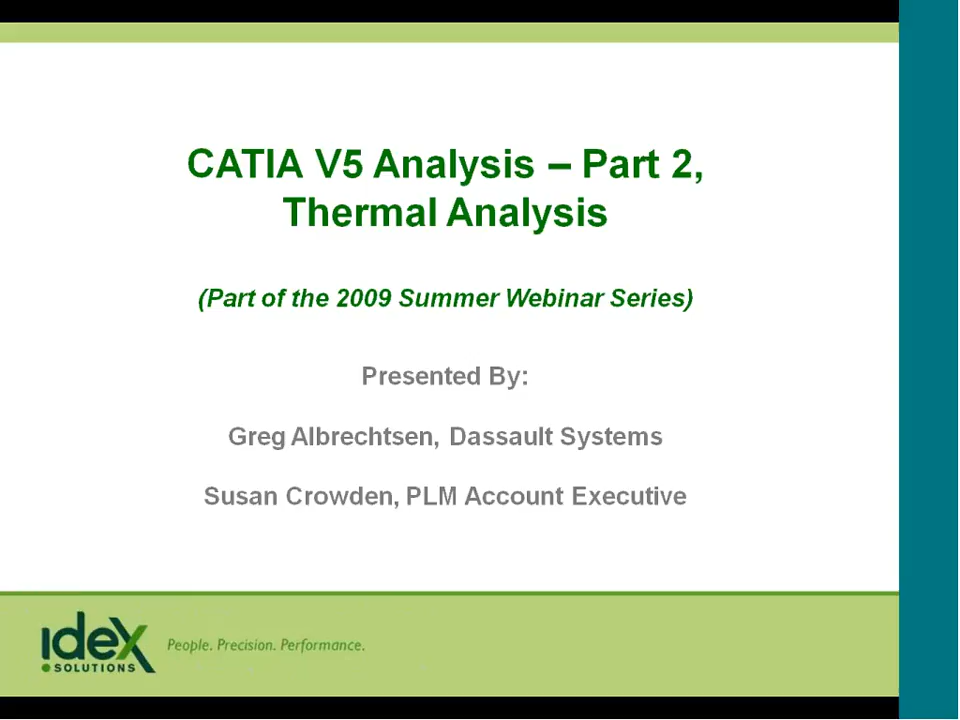 CATIA V5 Analysis – Part 2,
Thermal Analysis
(Part of the 2009 Summer Webinar Series)
Presented By:
Greg Albrechtsen, Dassault Systems
Susan Crowden, PLM Account Executive
idex
SOLUTIONS
People. Precision. Performance.